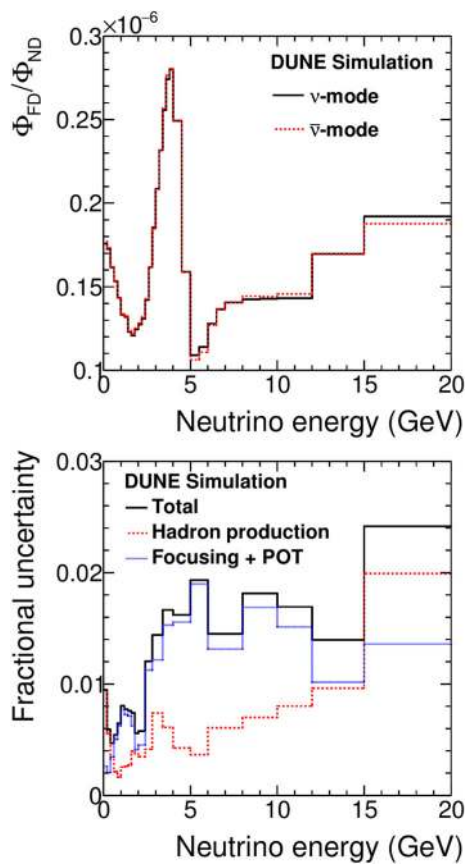 ×10⁻⁶
0.3
DUNE Simulation
ν-mode
ν̄-mode
0.25
0.2
0.15
0.1
Φ_FD/Φ_ND
0 5 10 15 20
Neutrino energy (GeV)
0.03
DUNE Simulation
Total
Hadron production
Focusing + POT
0.02
0.01
0
Fractional uncertainty
0 5 10 15 20
Neutrino energy (GeV)